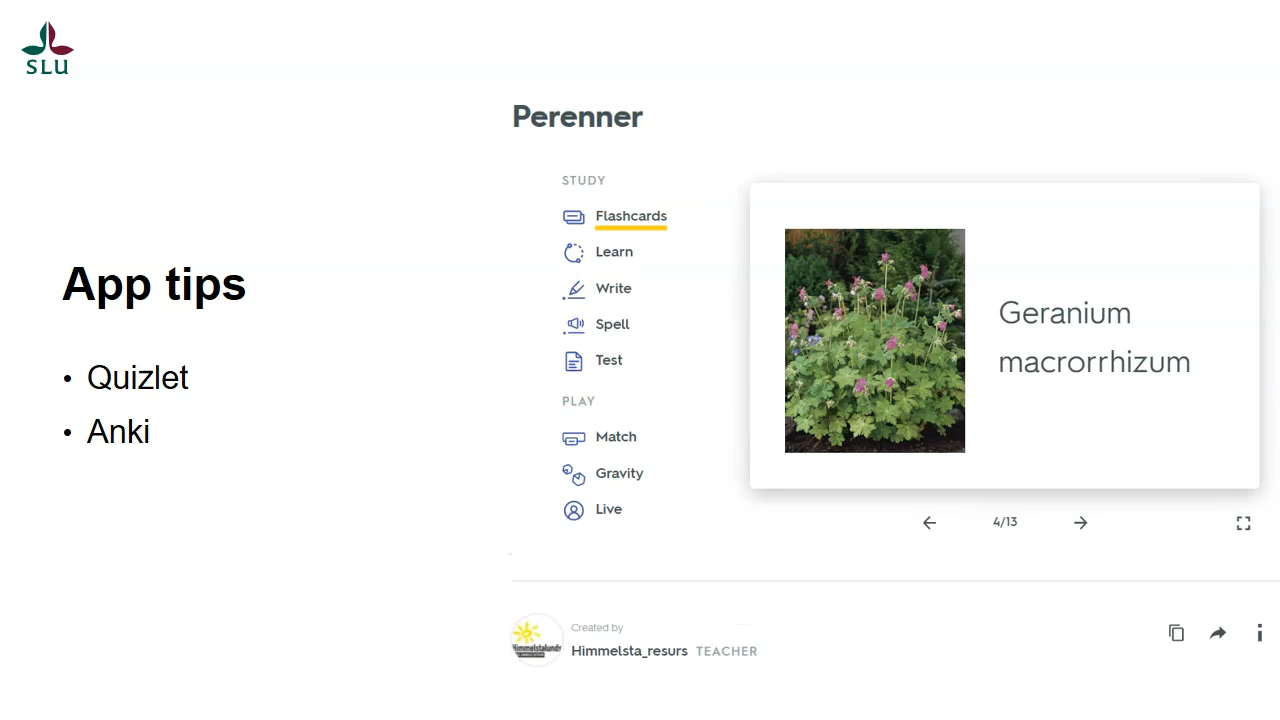 SLU
App tips
• Quizlet
• Anki
Perenner
STUDY
Flashcards
Learn
Write
Spell
Test
PLAY
Match
Gravity
Live
Geranium
macrorrhizum
4/13
Created by
Himmelsta_resurs TEACHER